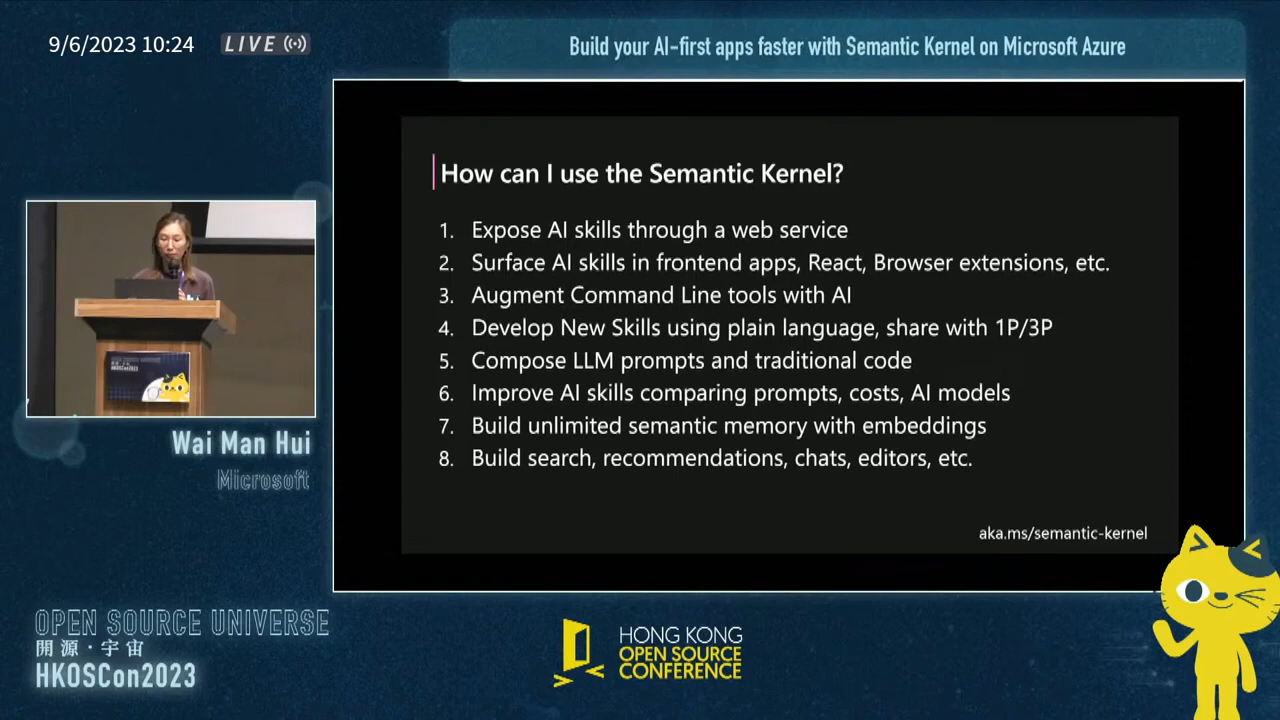 9/6/2023 10:24
LIVE
Build your AI-first apps faster with Semantic Kernel on Microsoft Azure
How can I use the Semantic Kernel?
1. Expose AI skills through a web service
2. Surface AI skills in frontend apps, React, Browser extensions, etc.
3. Augment Command Line tools with AI
4. Develop New Skills using plain language, share with 1P/3P
5. Compose LLM prompts and traditional code
6. Improve AI skills comparing prompts, costs, AI models
7. Build unlimited semantic memory with embeddings
8. Build search, recommendations, chats, editors, etc.
aka.ms/semantic-kernel
HKOSCon2023
Wai Man Hui
Microsoft
OPEN SOURCE UNIVERSE
開源·宇宙
HKOSCon2023
HONG KONG
OPEN SOURCE
CONFERENCE